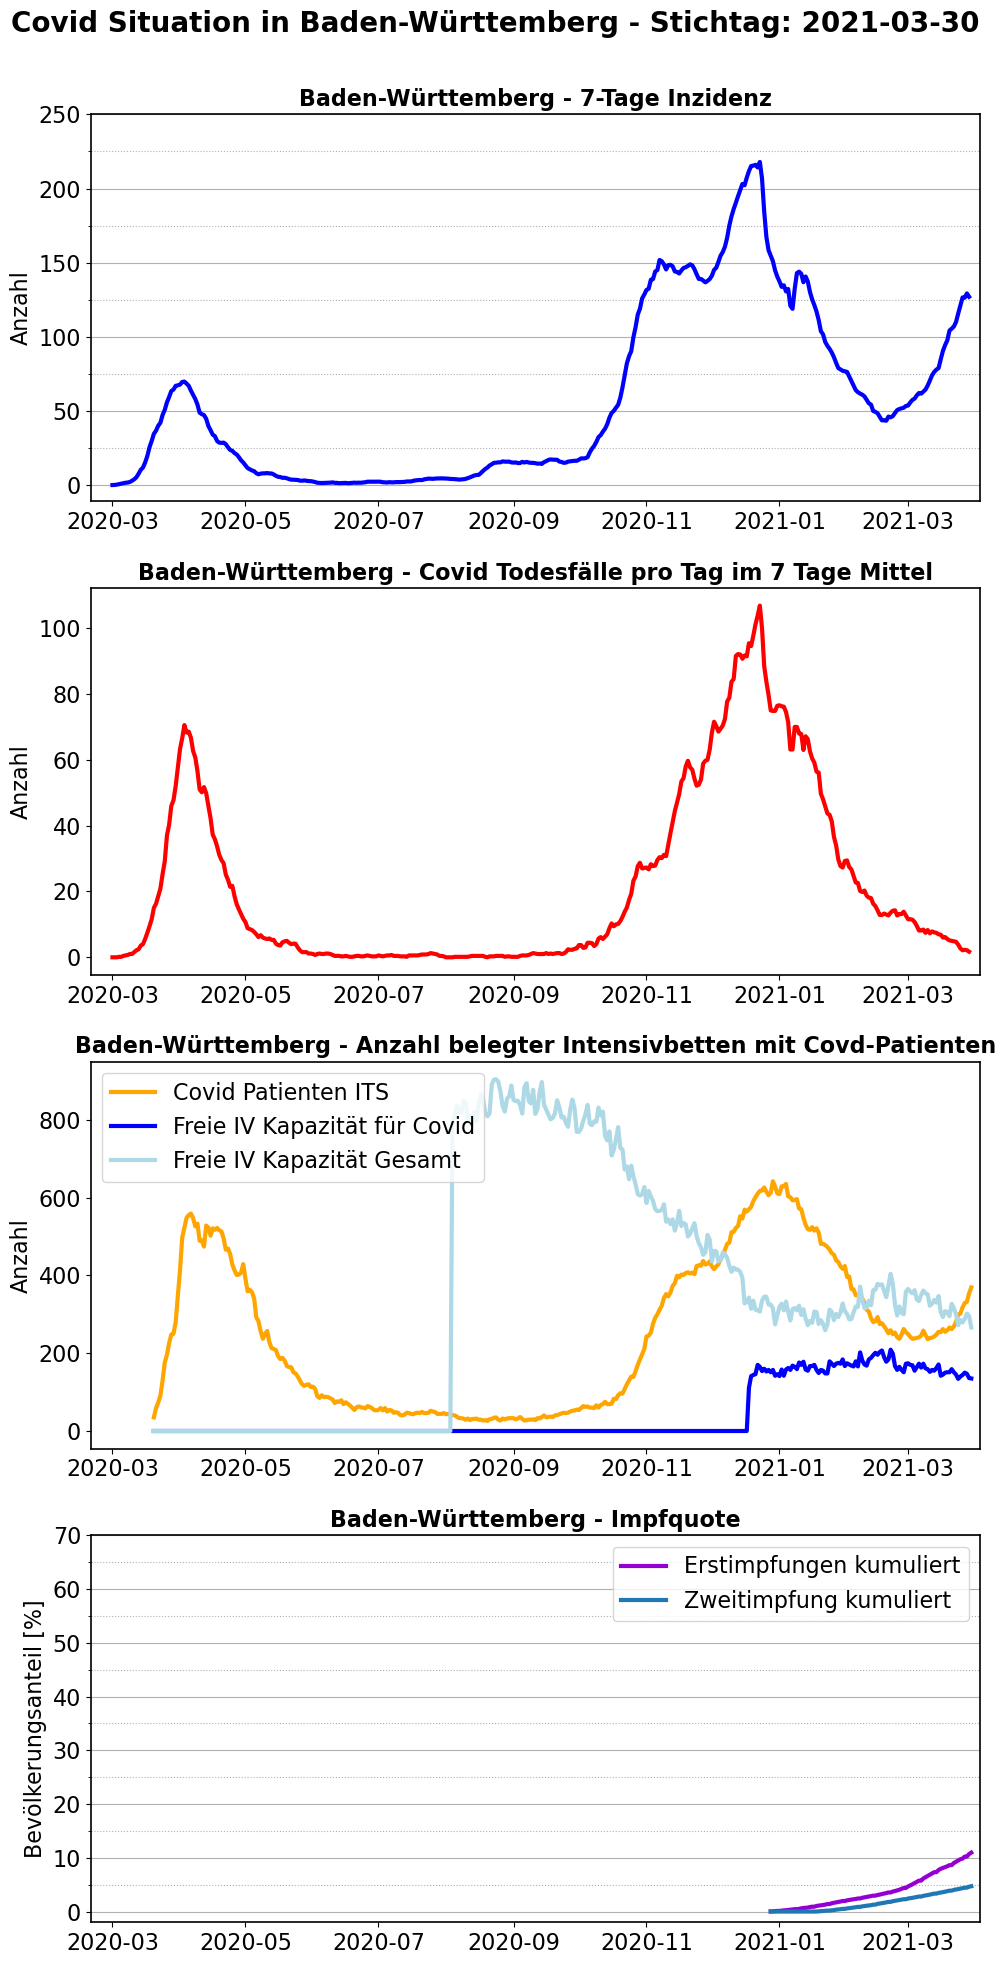 Covid Situation in Baden-Württemberg - Stichtag: 2021-03-30
Baden-Württemberg - 7-Tage Inzidenz
250
200
150
100
50
0
Anzahl
2020-03 2020-05 2020-07 2020-09 2020-11 2021-01 2021-03
Baden-Württemberg - Covid Todesfälle pro Tag im 7 Tage Mittel
100
80
60
40
20
0
Anzahl
2020-03 2020-05 2020-07 2020-09 2020-11 2021-01 2021-03
Baden-Württemberg - Anzahl belegter Intensivbetten mit Covd-Patienten
Covid Patienten ITS
Freie IV Kapazität für Covid
Freie IV Kapazität Gesamt
800
600
400
200
0
Anzahl
2020-03 2020-05 2020-07 2020-09 2020-11 2021-01 2021-03
Baden-Württemberg - Impfquote
Erstimpfungen kumuliert
Zweitimpfung kumuliert
70
60
50
40
30
20
10
0
Bevölkerungsanteil [%]
2020-03 2020-05 2020-07 2020-09 2020-11 2021-01 2021-03